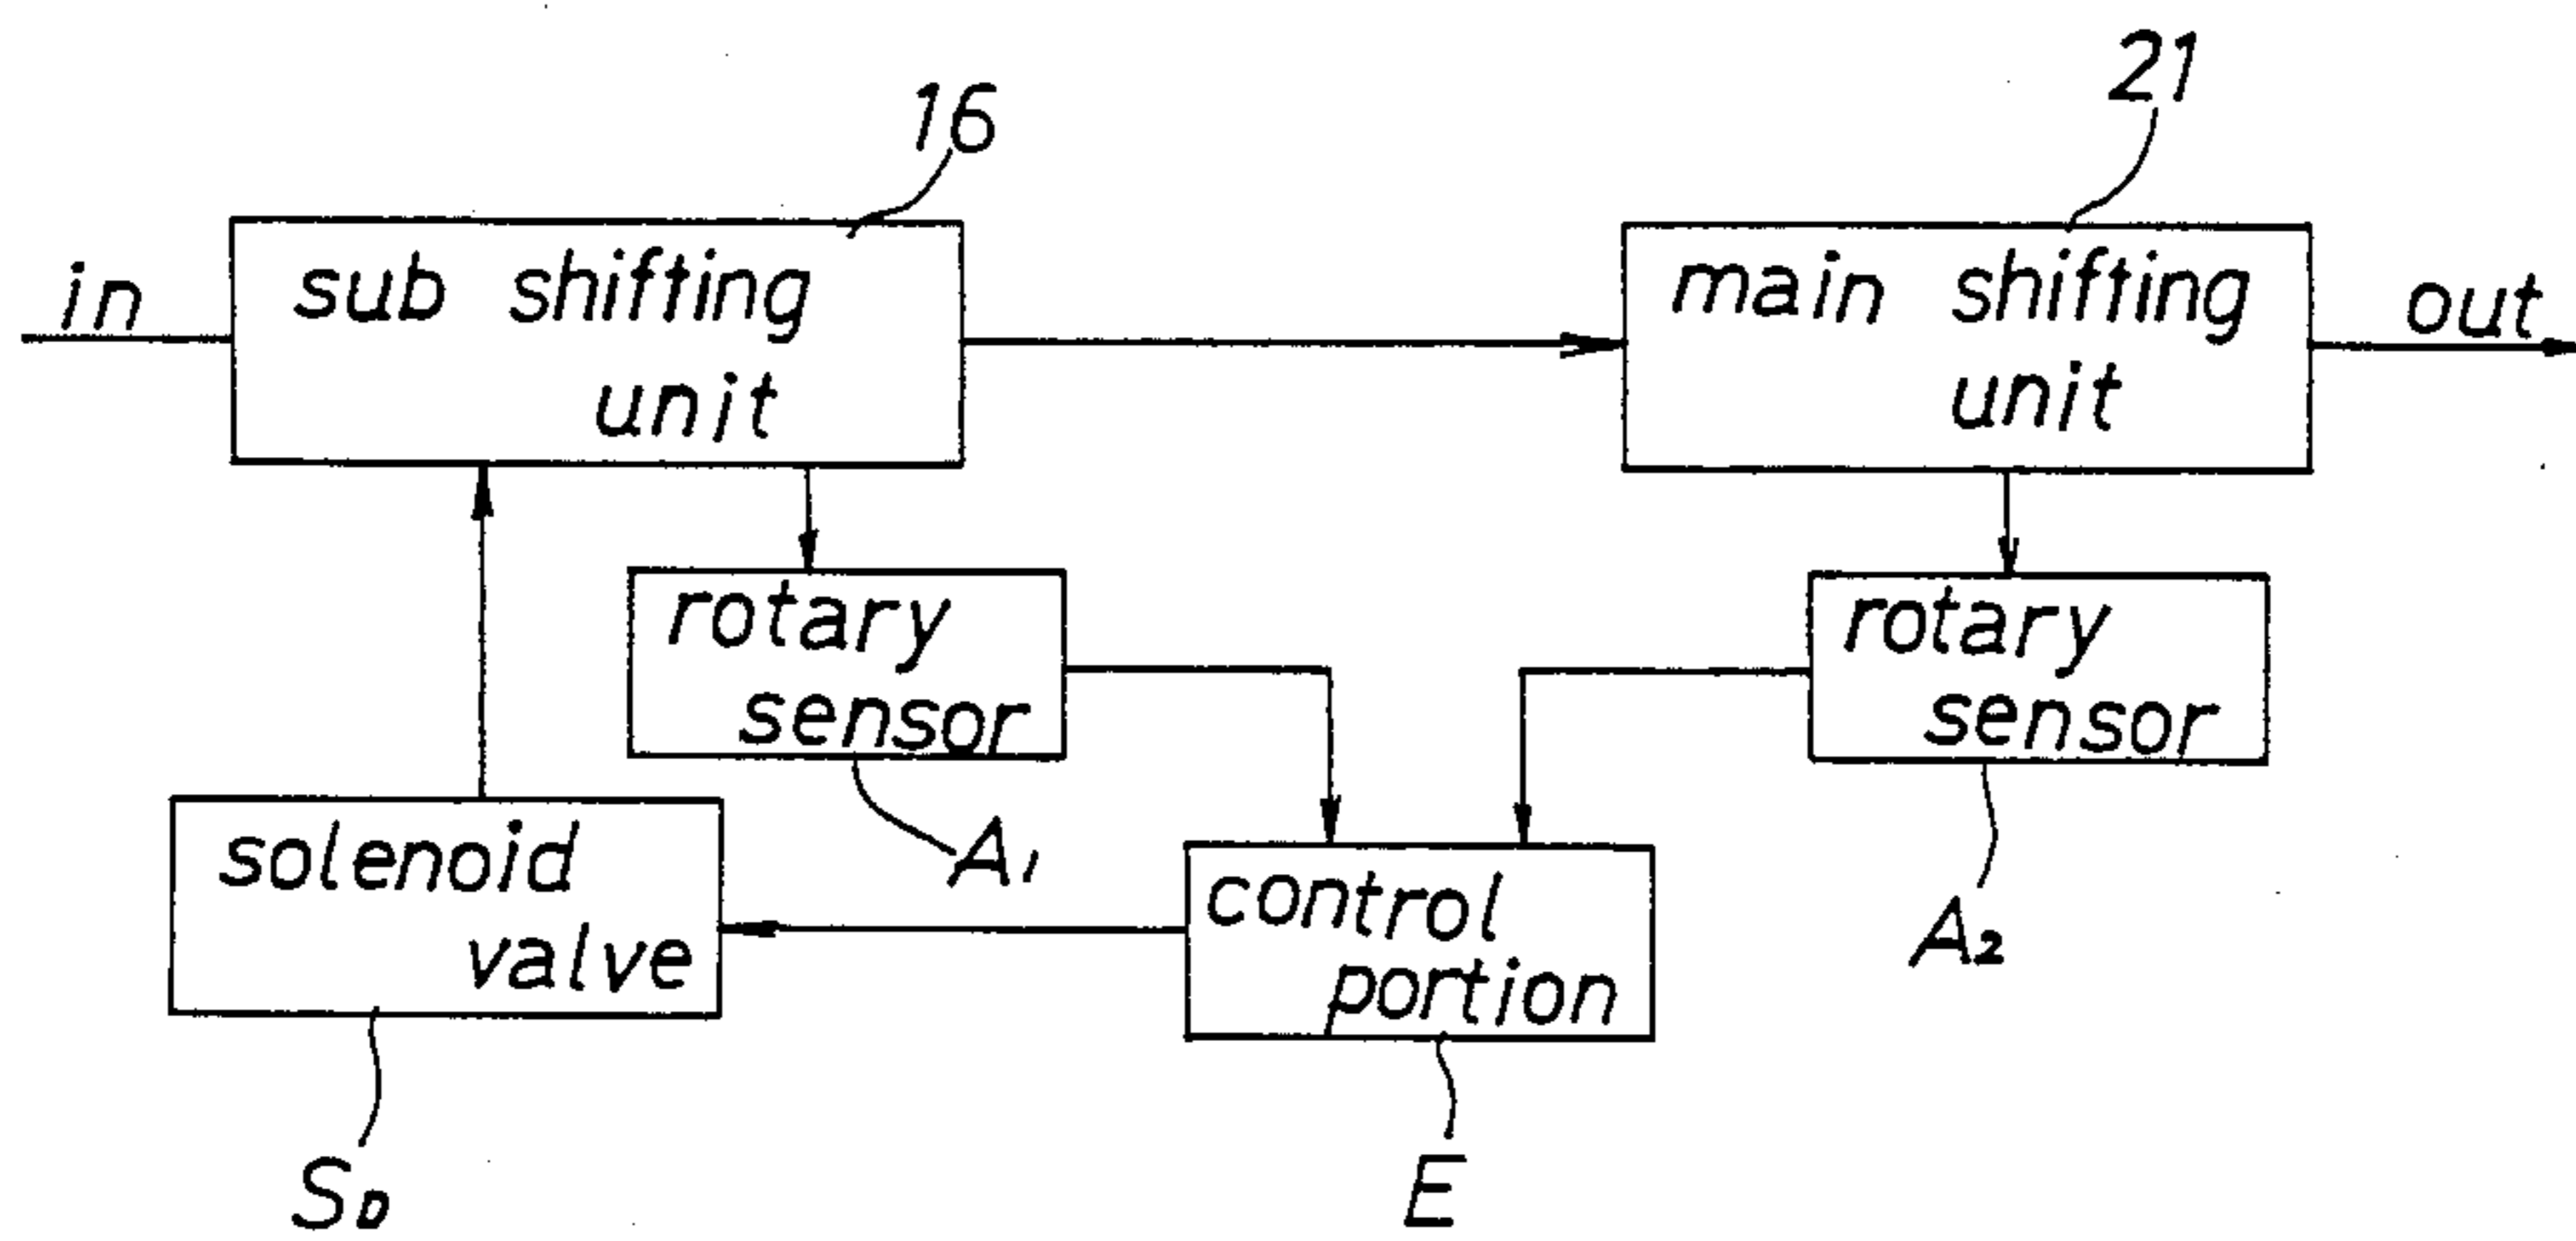 16
21
in
sub shifting
unit
main shifting
unit
out
rotary
sensor
rotary
sensor
A1
A2
solenoid
valve
control
portion
SD
E